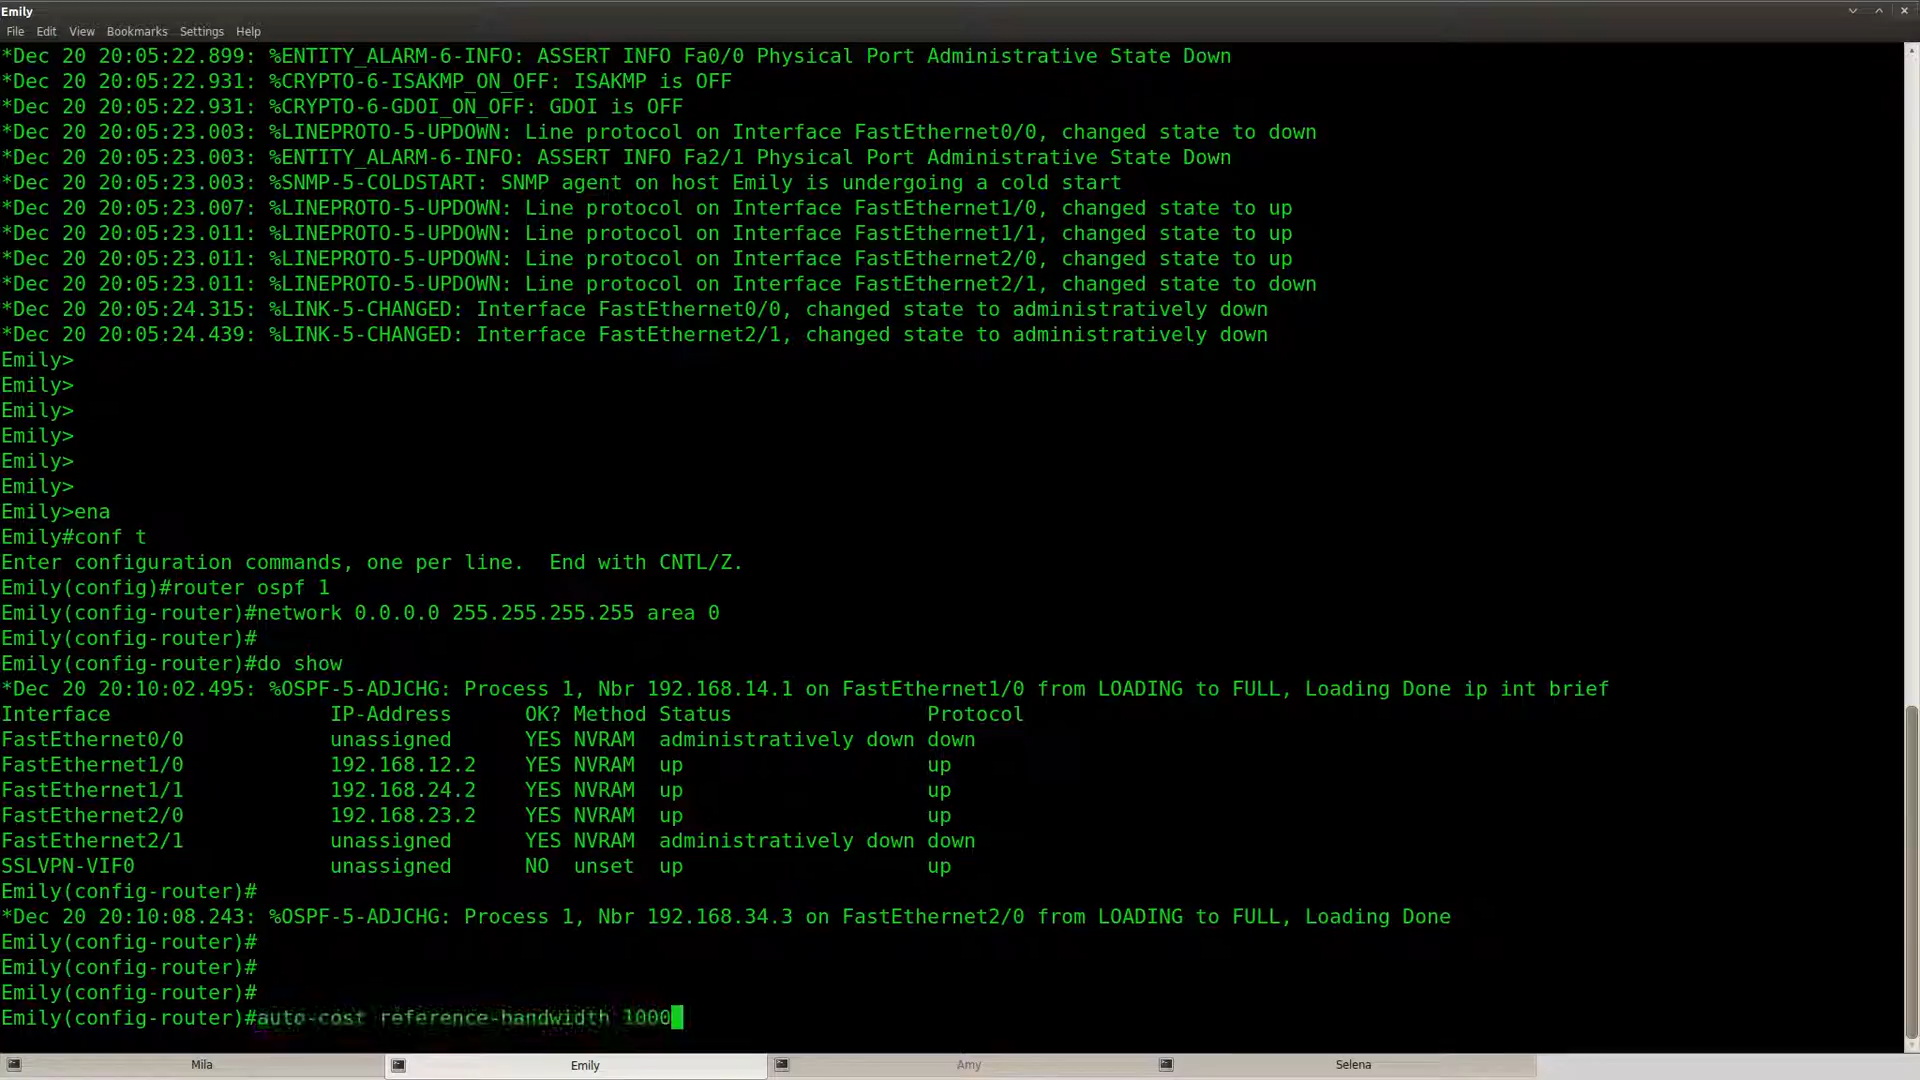 Emily
File Edit View Bookmarks Settings Help
*Dec 20 20:05:22.899: %ENTITY_ALARM-6-INFO: ASSERT INFO Fa0/0 Physical Port Administrative State Down
*Dec 20 20:05:22.931: %CRYPTO-6-ISAKMP_ON_OFF: ISAKMP is OFF
*Dec 20 20:05:22.931: %CRYPTO-6-GDOI_ON_OFF: GDOI is OFF
*Dec 20 20:05:23.003: %LINEPROTO-5-UPDOWN: Line protocol on Interface FastEthernet0/0, changed state to down
*Dec 20 20:05:23.003: %ENTITY_ALARM-6-INFO: ASSERT INFO Fa2/1 Physical Port Administrative State Down
*Dec 20 20:05:23.003: %SNMP-5-COLDSTART: SNMP agent on host Emily is undergoing a cold start
*Dec 20 20:05:23.007: %LINEPROTO-5-UPDOWN: Line protocol on Interface FastEthernet1/0, changed state to up
*Dec 20 20:05:23.011: %LINEPROTO-5-UPDOWN: Line protocol on Interface FastEthernet1/1, changed state to up
*Dec 20 20:05:23.011: %LINEPROTO-5-UPDOWN: Line protocol on Interface FastEthernet2/0, changed state to up
*Dec 20 20:05:23.011: %LINEPROTO-5-UPDOWN: Line protocol on Interface FastEthernet2/1, changed state to down
*Dec 20 20:05:24.315: %LINK-5-CHANGED: Interface FastEthernet0/0, changed state to administratively down
*Dec 20 20:05:24.439: %LINK-5-CHANGED: Interface FastEthernet2/1, changed state to administratively down
Emily>
Emily>
Emily>
Emily>
Emily>
Emily>
Emily>ena
Emily#conf t
Enter configuration commands, one per line.  End with CNTL/Z.
Emily(config)#router ospf 1
Emily(config-router)#network 0.0.0.0 255.255.255.255 area 0
Emily(config-router)#
Emily(config-router)#do show
*Dec 20 20:10:02.495: %OSPF-5-ADJCHG: Process 1, Nbr 192.168.14.1 on FastEthernet1/0 from LOADING to FULL, Loading Done ip int brief
Interface                  IP-Address      OK? Method Status                Protocol
FastEthernet0/0            unassigned      YES NVRAM  administratively down down
FastEthernet1/0            192.168.12.2    YES NVRAM  up                    up
FastEthernet1/1            192.168.24.2    YES NVRAM  up                    up
FastEthernet2/0            192.168.23.2    YES NVRAM  up                    up
FastEthernet2/1            unassigned      YES NVRAM  administratively down down
SSLVPN-VIF0                unassigned      NO  unset  up                    up
Emily(config-router)#
*Dec 20 20:10:08.243: %OSPF-5-ADJCHG: Process 1, Nbr 192.168.34.3 on FastEthernet2/0 from LOADING to FULL, Loading Done
Emily(config-router)#
Emily(config-router)#
Emily(config-router)#
Emily(config-router)#auto-cost reference-bandwidth 1000
Mila Emily Amy Selena